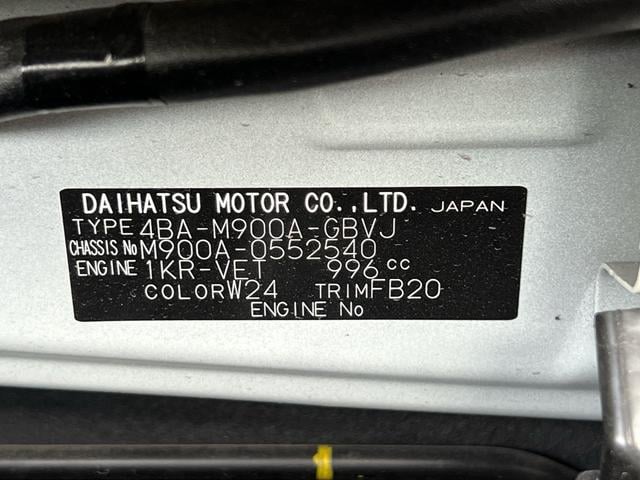 DAIHATSU MOTOR CO.,LTD. JAPAN
TYPE 4BA-M900A-GBVJ
CHASSIS No M900A-0552540
ENGINE 1KR-VET 996 cc
COLOR W24 TRIM FB20
ENGINE No